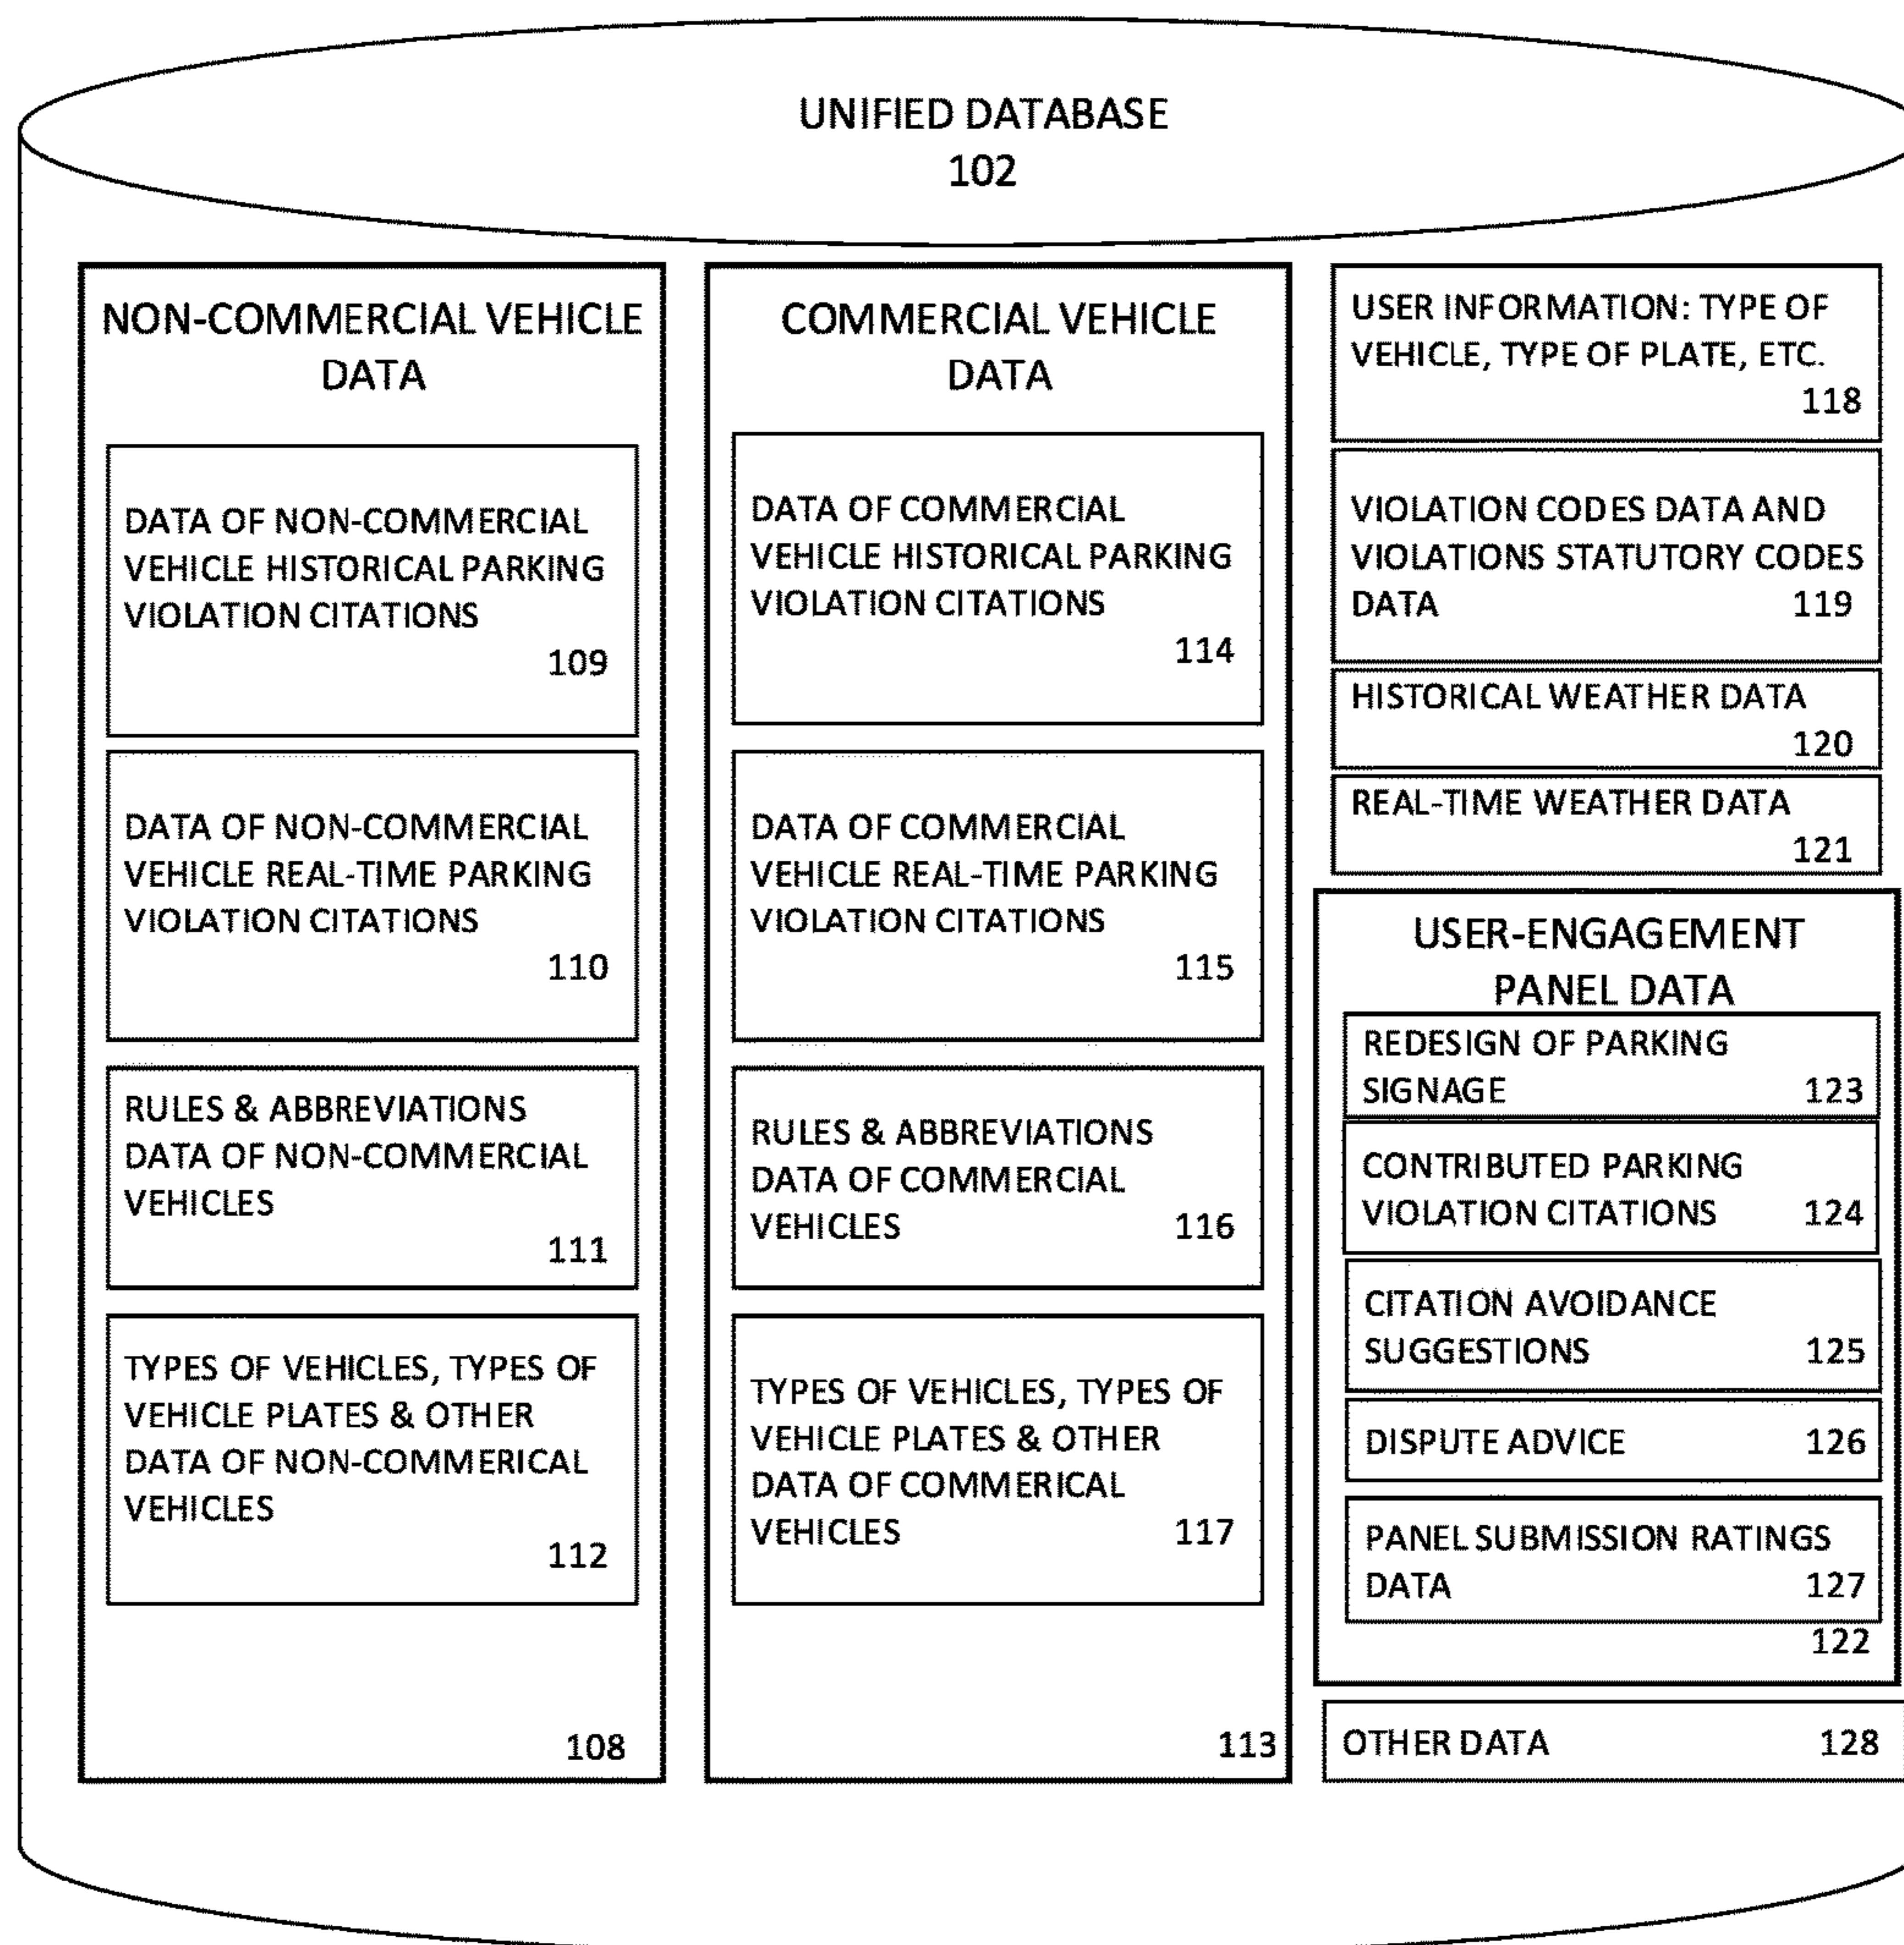 UNIFIED DATABASE
102
NON-COMMERCIAL VEHICLE
DATA
DATA OF NON-COMMERCIAL
VEHICLE HISTORICAL PARKING
VIOLATION CITATIONS
109
DATA OF NON-COMMERCIAL
VEHICLE REAL-TIME PARKING
VIOLATION CITATIONS
110
RULES & ABBREVIATIONS
DATA OF NON-COMMERCIAL
VEHICLES
111
TYPES OF VEHICLES, TYPES OF
VEHICLE PLATES & OTHER
DATA OF NON-COMMERICAL
VEHICLES
112
108
COMMERCIAL VEHICLE
DATA
DATA OF COMMERCIAL
VEHICLE HISTORICAL PARKING
VIOLATION CITATIONS
114
DATA OF COMMERCIAL
VEHICLE REAL-TIME PARKING
VIOLATION CITATIONS
115
RULES & ABBREVIATIONS
DATA OF COMMERCIAL
VEHICLES 116
TYPES OF VEHICLES, TYPES OF
VEHICLE PLATES & OTHER
DATA OF COMMERICAL
VEHICLES 117
113
USER INFORMATION: TYPE OF
VEHICLE, TYPE OF PLATE, ETC.
118
VIOLATION CODES DATA AND
VIOLATIONS STATUTORY CODES
DATA 119
HISTORICAL WEATHER DATA
120
REAL-TIME WEATHER DATA
121
USER-ENGAGEMENT
PANEL DATA
REDESIGN OF PARKING
SIGNAGE 123
CONTRIBUTED PARKING
VIOLATION CITATIONS 124
CITATION AVOIDANCE
SUGGESTIONS 125
DISPUTE ADVICE 126
PANEL SUBMISSION RATINGS
DATA 127
122
OTHER DATA 128